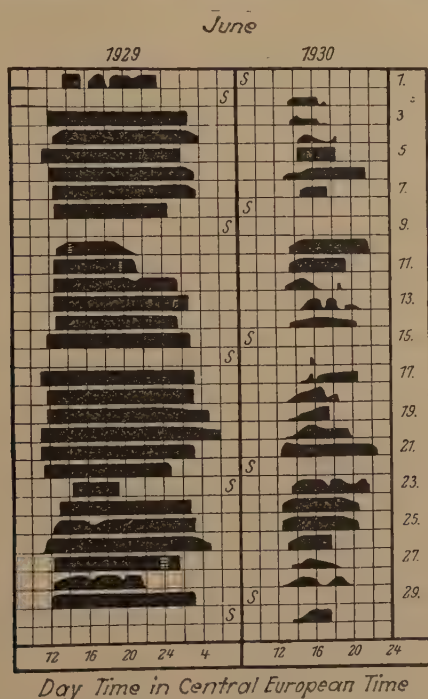 June
1929 1930
S 1.
S
3
5
7.
S
S 9.
11.
13.
S 15.
S
17.
19.
21.
S
S 23.
25.
27.
S 29.
S
12 16 20 24 4 12 16 20 24
Day Time in Central European Time